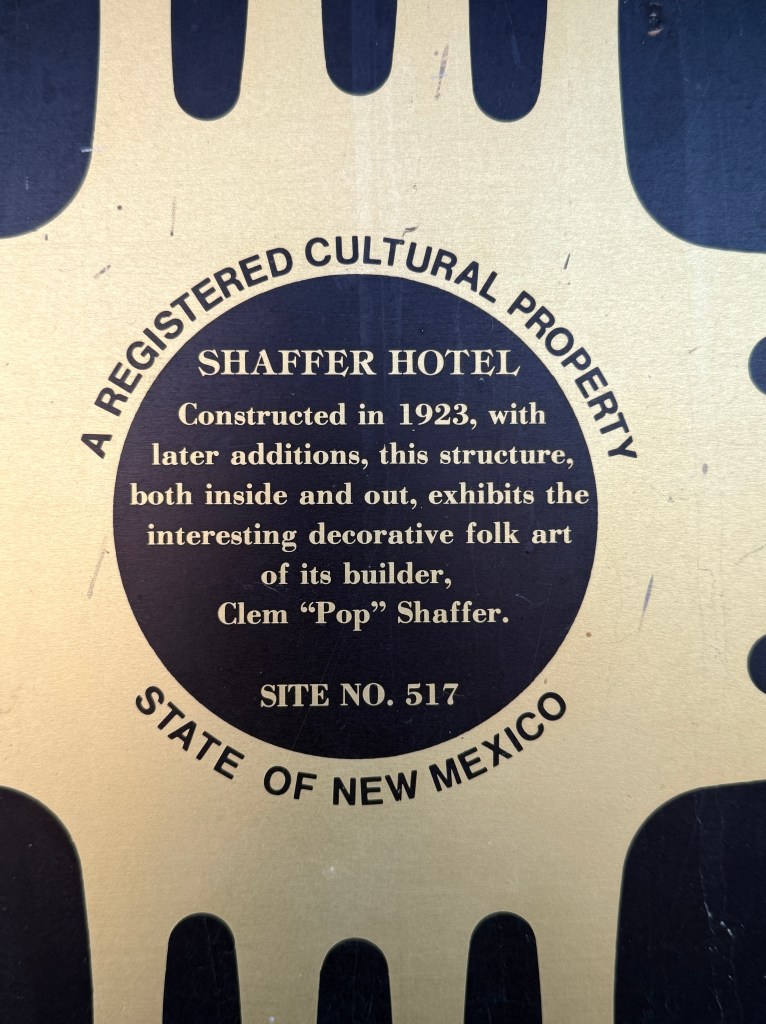 A REGISTERED CULTURAL PROPERTY
SHAFFER HOTEL
Constructed in 1923, with
later additions, this structure,
both inside and out, exhibits the
interesting decorative folk art
of its builder,
Clem “Pop” Shaffer.
SITE NO. 517
STATE OF NEW MEXICO